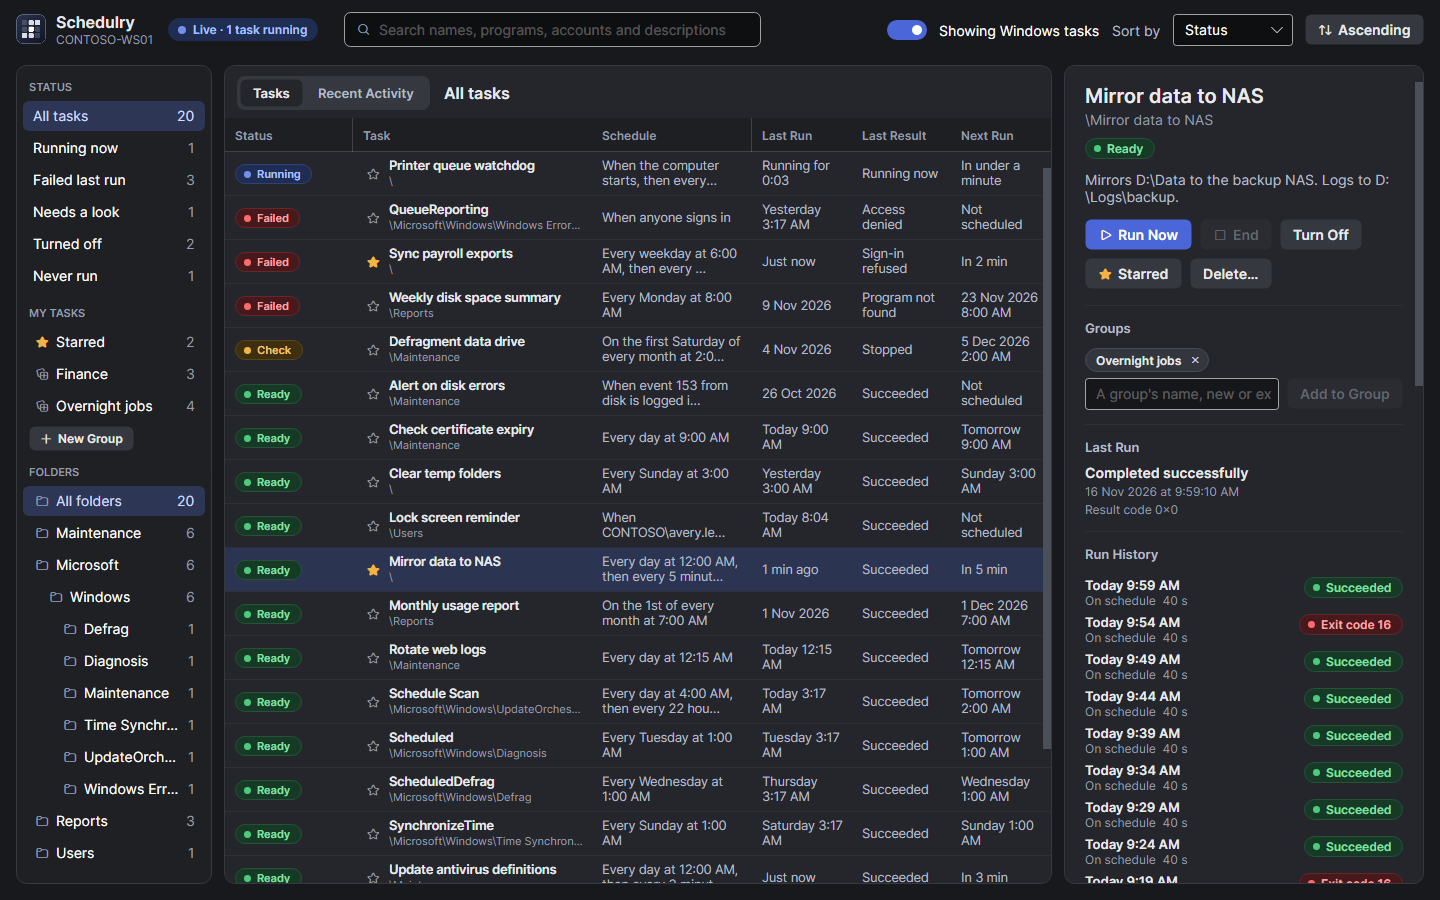 Schedulry
CONTOSO-WS01
Live · 1 task running
Search names, programs, accounts and descriptions
Showing Windows tasks
Sort by
Status
Ascending
STATUS
All tasks 20
Running now 1
Failed last run 3
Needs a look 1
Turned off 2
Never run 1
MY TASKS
Starred 2
Finance 3
Overnight jobs 4
New Group
FOLDERS
All folders 20
Maintenance 6
Microsoft 6
Windows 6
Defrag 1
Diagnosis 1
Maintenance 1
Time Synchr... 1
UpdateOrch... 1
Windows Err... 1
Reports 3
Users 1
Tasks
Recent Activity
All tasks
Status Task Schedule Last Run Last Result Next Run
Running Printer queue watchdog When the computer Running for Running now In under a
\ starts, then every... 0:03 minute
Failed QueueReporting When anyone signs in Yesterday Access Not
\Microsoft\Windows\Windows Error... 3:17 AM denied scheduled
Failed Sync payroll exports Every weekday at 6:00 Just now Sign-in In 2 min
\ AM, then every ... refused
Failed Weekly disk space summary Every Monday at 8:00 9 Nov 2026 Program not 23 Nov 2026
\Reports AM found 8:00 AM
Check Defragment data drive On the first Saturday of 4 Nov 2026 Stopped 5 Dec 2026
\Maintenance every month at 2:0... 2:00 AM
Ready Alert on disk errors When event 153 from 26 Oct 2026 Succeeded Not
\Maintenance disk is logged i... scheduled
Ready Check certificate expiry Every day at 9:00 AM Today 9:00 Succeeded Tomorrow
\Maintenance AM 9:00 AM
Ready Clear temp folders Every Sunday at 3:00 Yesterday Succeeded Sunday 3:00
\ AM 3:00 AM AM
Ready Lock screen reminder When Today 8:04 Succeeded Not
\Users CONTOSO\avery.le... AM scheduled
Ready Mirror data to NAS Every day at 12:00 AM, 1 min ago Succeeded In 5 min
\ then every 5 minut...
Ready Monthly usage report On the 1st of every 1 Nov 2026 Succeeded 1 Dec 2026
\Reports month at 7:00 AM 7:00 AM
Ready Rotate web logs Every day at 12:15 AM Today 12:15 Succeeded Tomorrow
\Maintenance AM 12:15 AM
Ready Schedule Scan Every day at 4:00 AM, Today 3:17 Succeeded Tomorrow
\Microsoft\Windows\UpdateOrches... then every 22 hou... AM 2:00 AM
Ready Scheduled Every Tuesday at 1:00 Tuesday 3:17 Succeeded Tomorrow
\Microsoft\Windows\Diagnosis AM AM 1:00 AM
Ready ScheduledDefrag Every Wednesday at Thursday Succeeded Wednesday
\Microsoft\Windows\Defrag 1:00 AM 3:17 AM 1:00 AM
Ready SynchronizeTime Every Sunday at 1:00 Saturday 3:17 Succeeded Sunday 1:00
\Microsoft\Windows\Time Synchron... AM AM AM
Ready Update antivirus definitions Every day at 12:00 AM, Just now Succeeded In 3 min
Mirror data to NAS
\Mirror data to NAS
Ready
Mirrors D:\Data to the backup NAS. Logs to D:
\Logs\backup.
Run Now
End
Turn Off
Starred
Delete...
Groups
Overnight jobs ×
A group's name, new or ex
Add to Group
Last Run
Completed successfully
16 Nov 2026 at 9:59:10 AM
Result code 0×0
Run History
Today 9:59 AM Succeeded
On schedule 40 s
Today 9:54 AM Exit code 16
On schedule 40 s
Today 9:49 AM Succeeded
On schedule 40 s
Today 9:44 AM Succeeded
On schedule 40 s
Today 9:39 AM Succeeded
On schedule 40 s
Today 9:34 AM Succeeded
On schedule 40 s
Today 9:29 AM Succeeded
On schedule 40 s
Today 9:24 AM Succeeded
On schedule 40 s
Today 9:19 AM Exit code 16